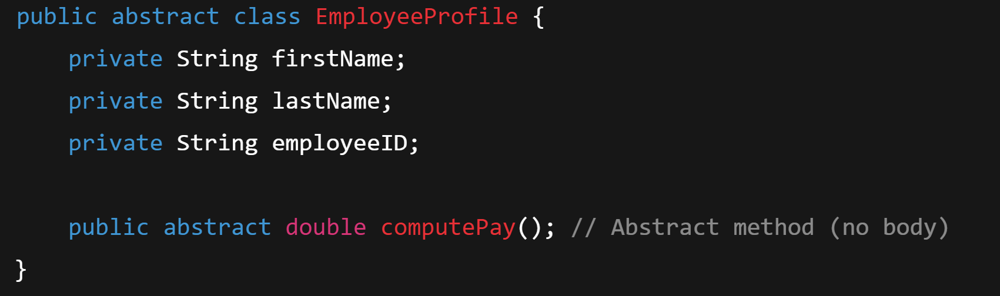 public abstract class EmployeeProfile {
private String firstName;
private String lastName;
private String employeeID;
public abstract double computePay(); // Abstract method (no body)
}